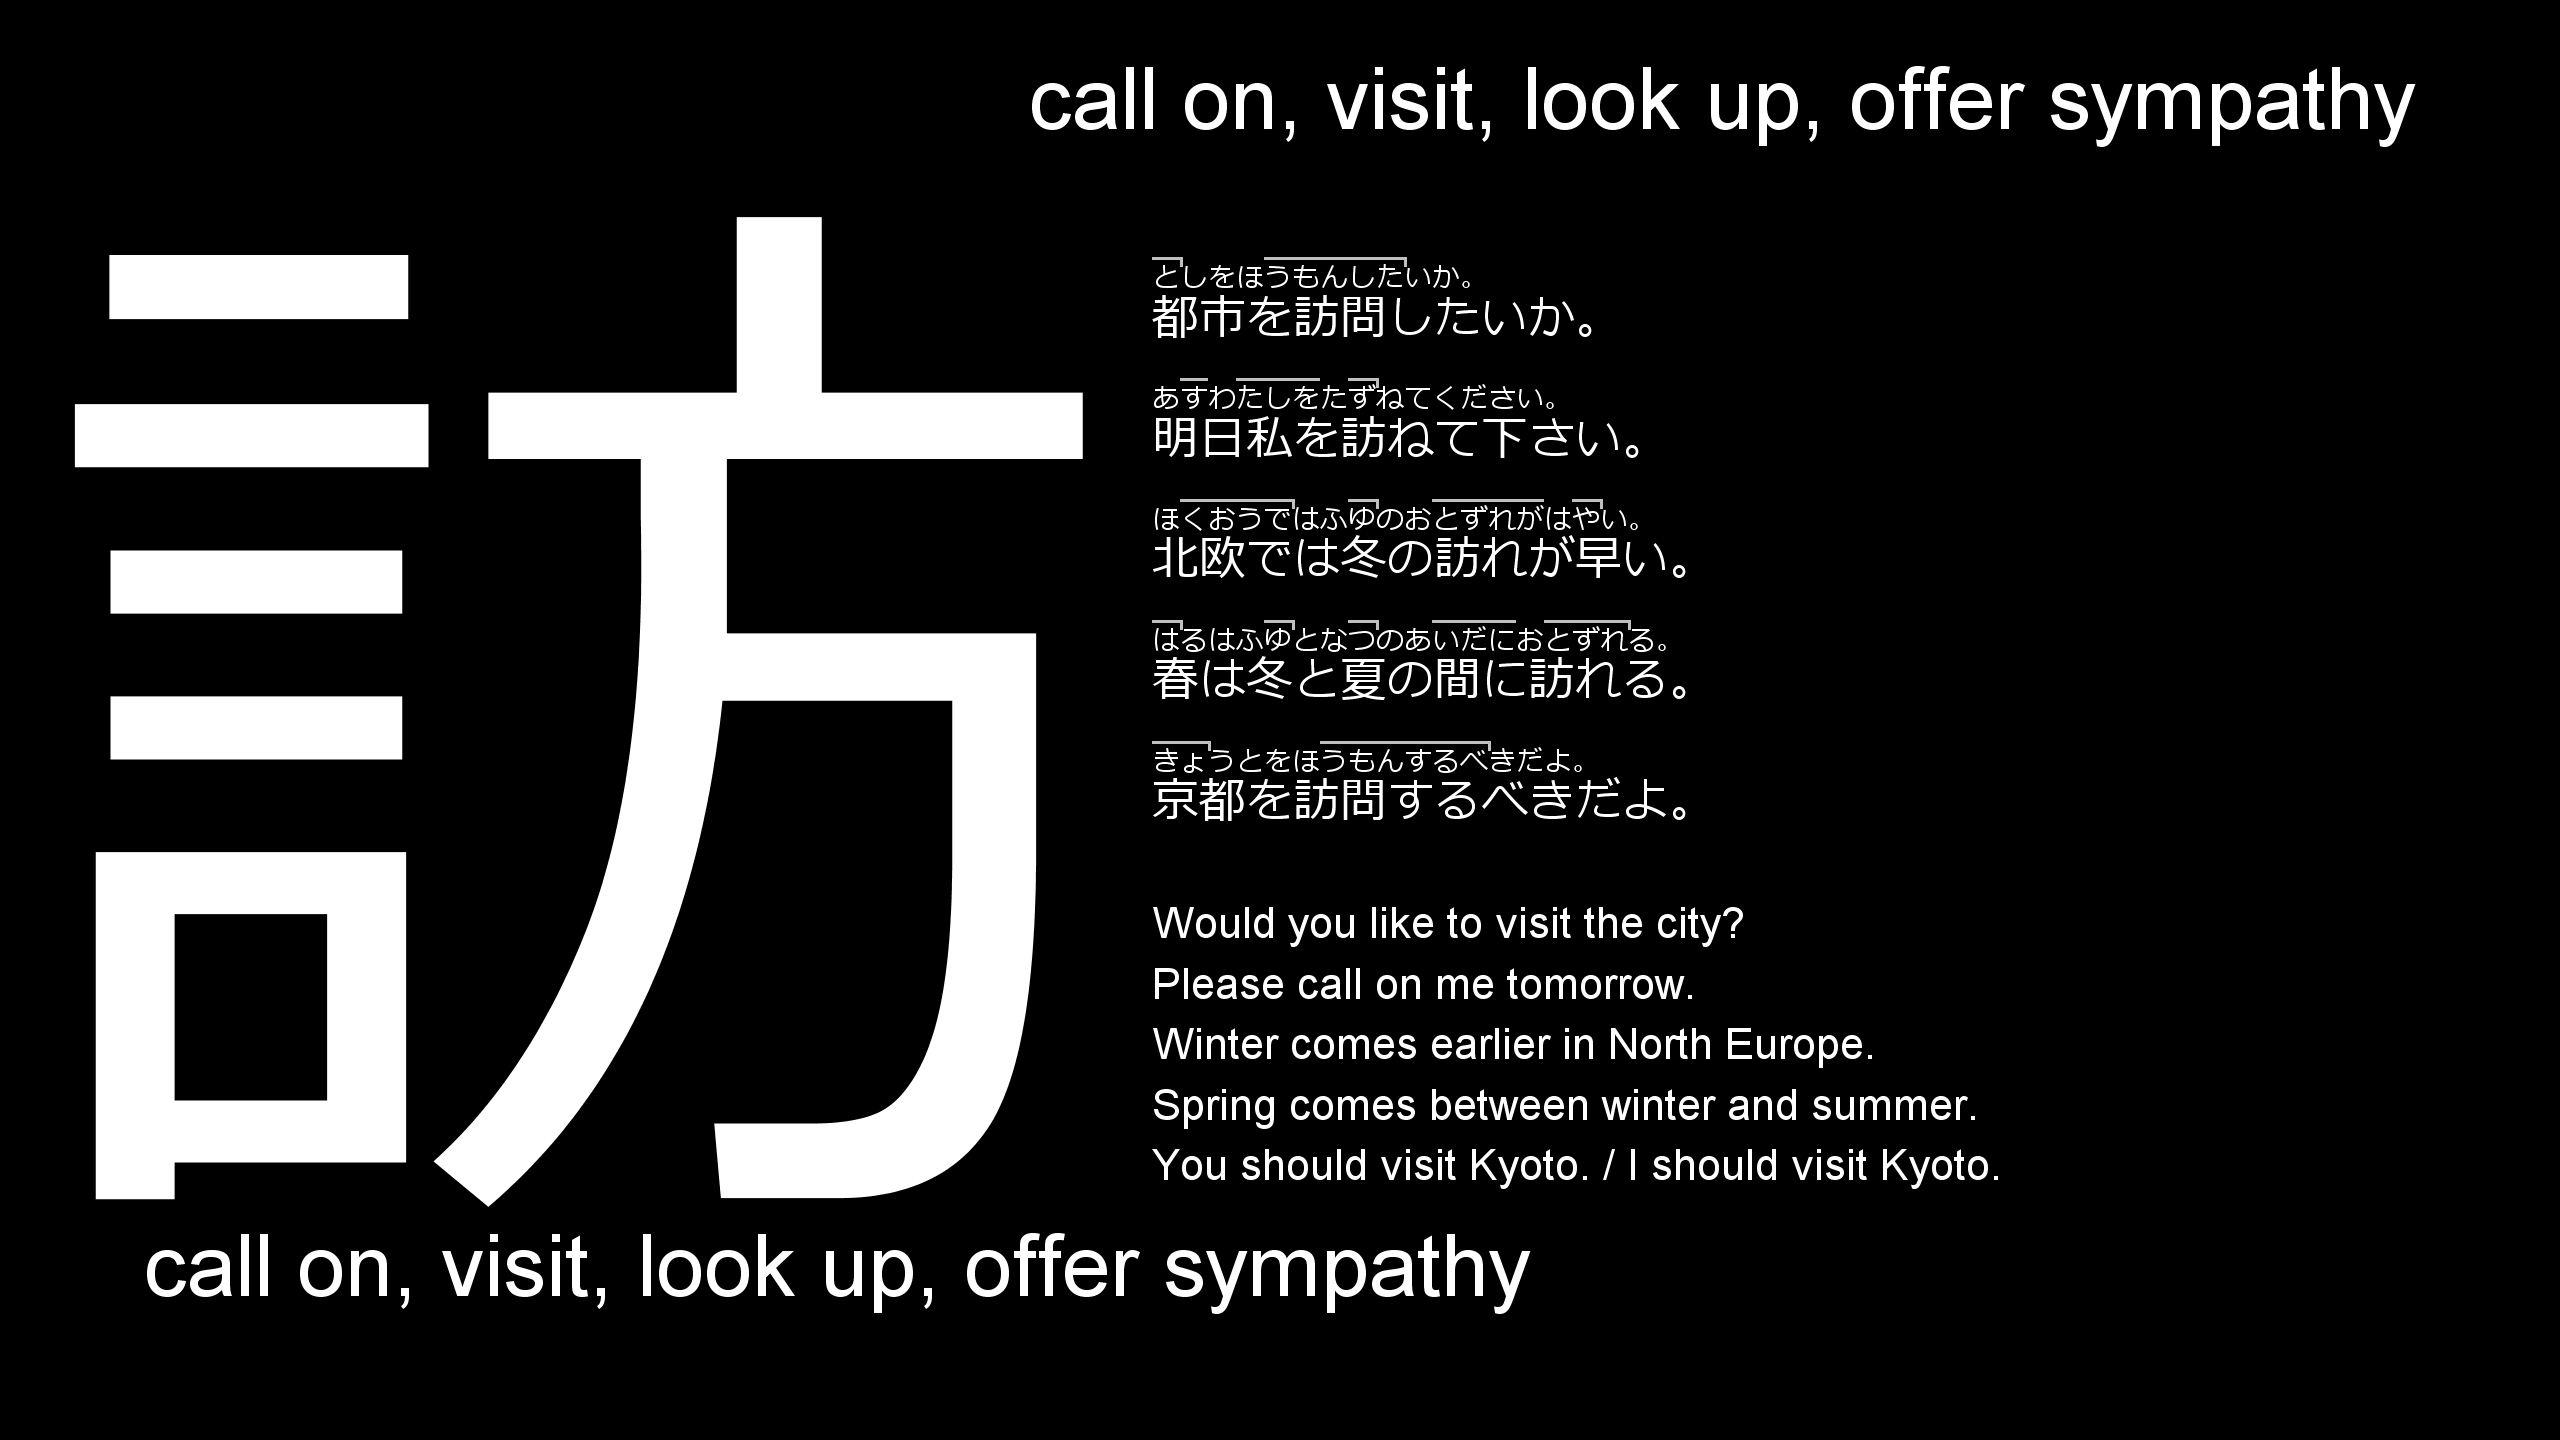 call on, visit, look up, offer sympathy
訪
としをほうもんしたいか。
都市を訪問したいか。
あすわたしをたずねてください。
明日私を訪ねて下さい。
ほくおうではふゆのおとずれがはやい。
北欧では冬の訪れが早い。
はるはふゆとなつのあいだにおとずれる。
春は冬と夏の間に訪れる。
きょうとをほうもんするべきだよ。
京都を訪問するべきだよ。
Would you like to visit the city?
Please call on me tomorrow.
Winter comes earlier in North Europe.
Spring comes between winter and summer.
You should visit Kyoto. / I should visit Kyoto.
call on, visit, look up, offer sympathy